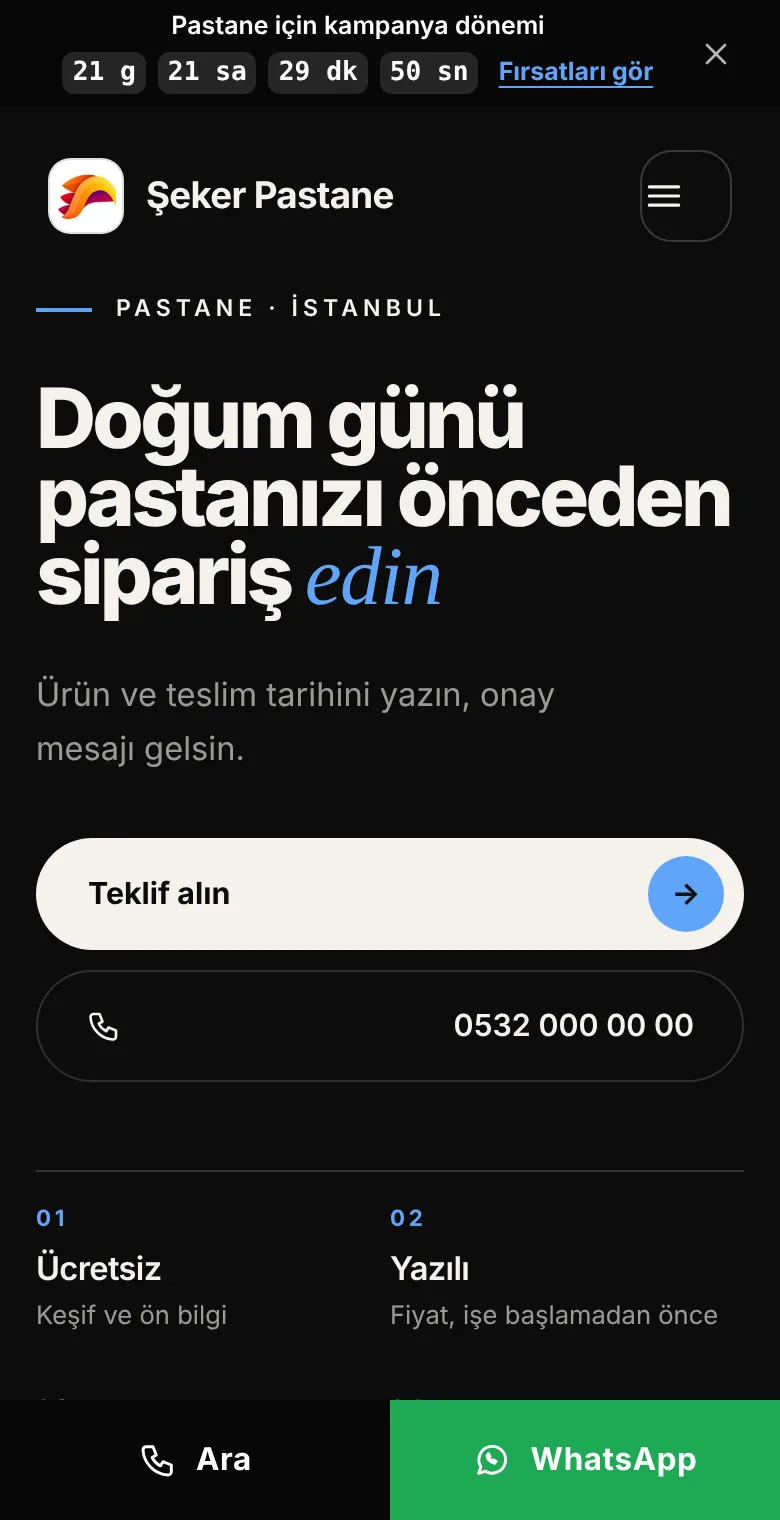 Pastane için kampanya dönemi
21 g 21 sa 29 dk 50 sn Fırsatları gör
Şeker Pastane
PASTANE · İSTANBUL
Doğum günü
pastanızı önceden
sipariş edin
Ürün ve teslim tarihini yazın, onay
mesajı gelsin.
Teklif alın
0532 000 00 00
01
Ücretsiz
Keşif ve ön bilgi
02
Yazılı
Fiyat, işe başlamadan önce
Ara
WhatsApp